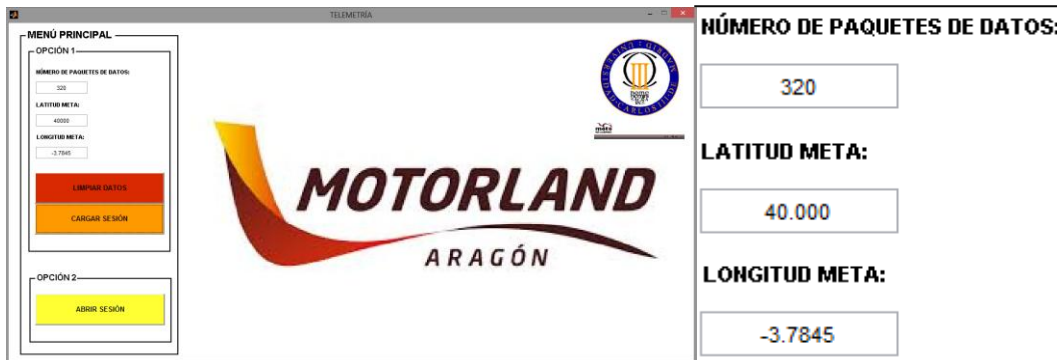 TELEMETRÍA
MENÚ PRINCIPAL
OPCIÓN 1
NÚMERO DE PAQUETES DE DATOS:
320
LATITUD META:
40000
LONGITUD META:
-3.7845
LIMPIAR DATOS
CARGAR SESIÓN
OPCIÓN 2
ABRIR SESIÓN
MOTORLAND
ARAGÓN
NÚMERO DE PAQUETES DE DATOS:
320
LATITUD META:
40.000
LONGITUD META:
-3.7845